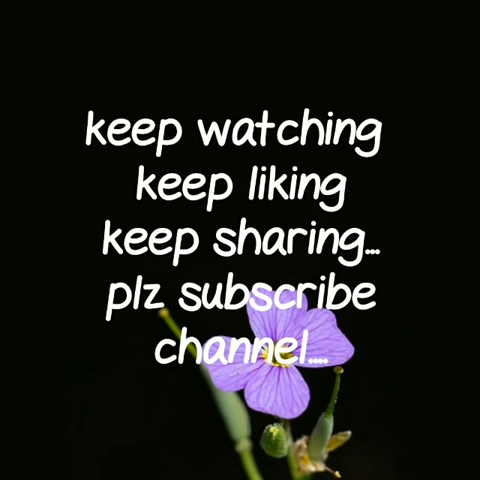 keep watching
keep liking
keep sharing...
plz subscribe
channel....